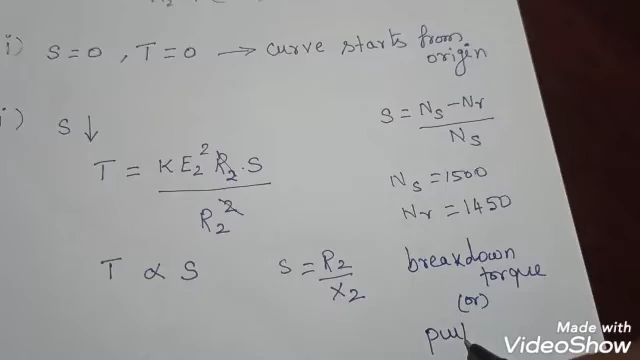 i) S=0 , T=0 → curve starts from origin
S ↓
S = Ns - Nr / Ns
T = K E2² R2 . S / R2²
Ns = 1500
Nr = 1450
T ∝ S
S = R2 / X2
breakdown torque
(or)
pull
Made with
VideoShow